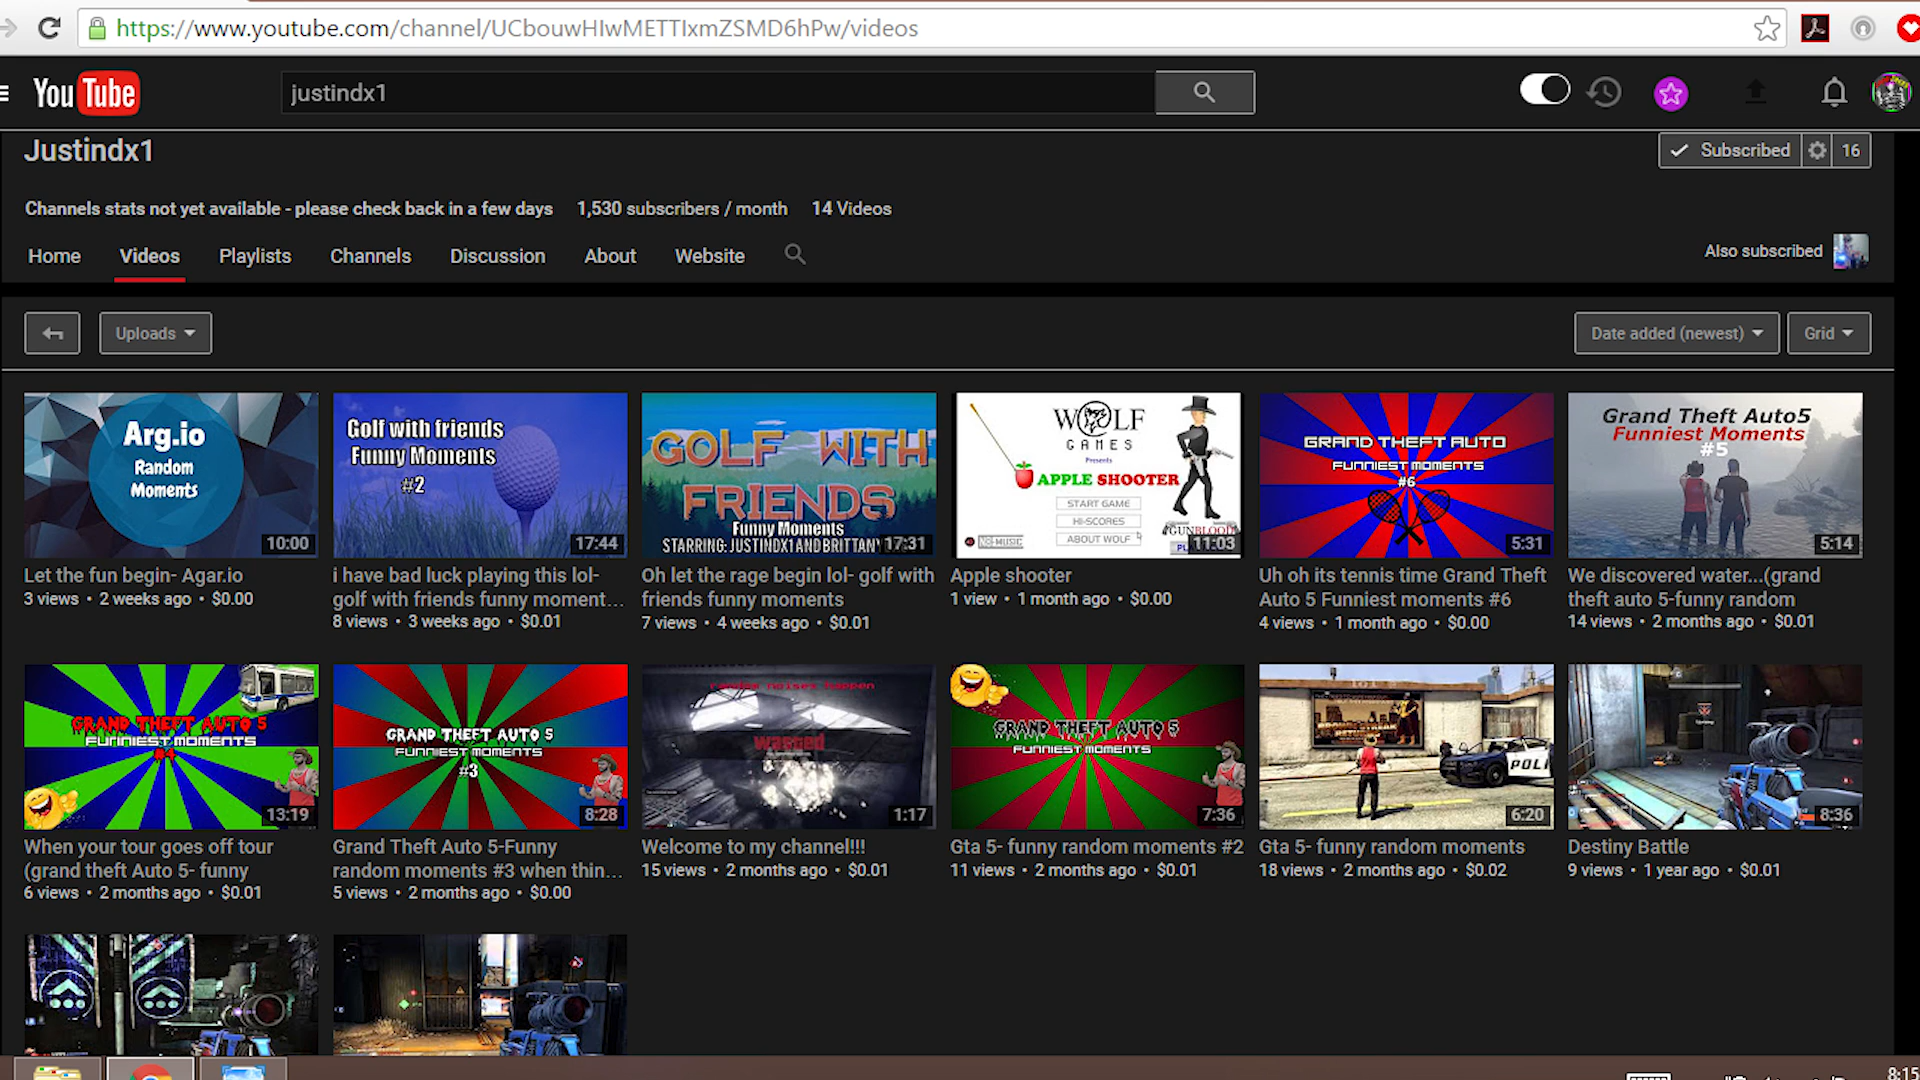 https://www.youtube.com/channel/UCbouwHIwMETTIxmZSMD6hPw/videos
YouTube
justindx1
Justindx1
Subscribed 16
Channels stats not yet available - please check back in a few days 1,530 subscribers / month 14 Videos
Home Videos Playlists Channels Discussion About Website
Also subscribed
Uploads
Date added (newest) Grid
Arg.io
Random
Moments
10:00
Golf with friends
Funny Moments
#2
17:44
GOLF WITH
FRIENDS
Funny Moments
STARRING: JUSTINDX1 AND BRITTANY
17:31
WOLF
GAMES
Presents
APPLE SHOOTER
START GAME
HI-SCORES
ABOUT WOLF
NO MUSIC
GUNBLOOD
11:03
GRAND THEFT AUTO
FUNNIEST MOMENTS
#6
5:31
Grand Theft Auto5
Funniest Moments
#5
5:14
Let the fun begin- Agar.io
3 views • 2 weeks ago • $0.00
i have bad luck playing this lol-
golf with friends funny moment...
8 views • 3 weeks ago • $0.01
Oh let the rage begin lol- golf with
friends funny moments
7 views • 4 weeks ago • $0.01
Apple shooter
1 view • 1 month ago • $0.00
Uh oh its tennis time Grand Theft
Auto 5 Funniest moments #6
4 views • 1 month ago • $0.00
We discovered water...(grand
theft auto 5-funny random
14 views • 2 months ago • $0.01
GRAND THEFT AUTO 5
FUNNIEST MOMENTS
#4
13:19
GRAND THEFT AUTO 5
FUNNIEST MOMENTS
#3
8:28
random noises happen
wasted
1:17
GRAND THEFT AUTO 5
FUNNIEST MOMENTS
7:36
POLI
6:20
8:36
When your tour goes off tour
(grand theft Auto 5- funny
6 views • 2 months ago • $0.01
Grand Theft Auto 5-Funny
random moments #3 when thin...
5 views • 2 months ago • $0.00
Welcome to my channel!!!
15 views • 2 months ago • $0.01
Gta 5- funny random moments #2
11 views • 2 months ago • $0.01
Gta 5- funny random moments
18 views • 2 months ago • $0.02
Destiny Battle
9 views • 1 year ago • $0.01
8:15